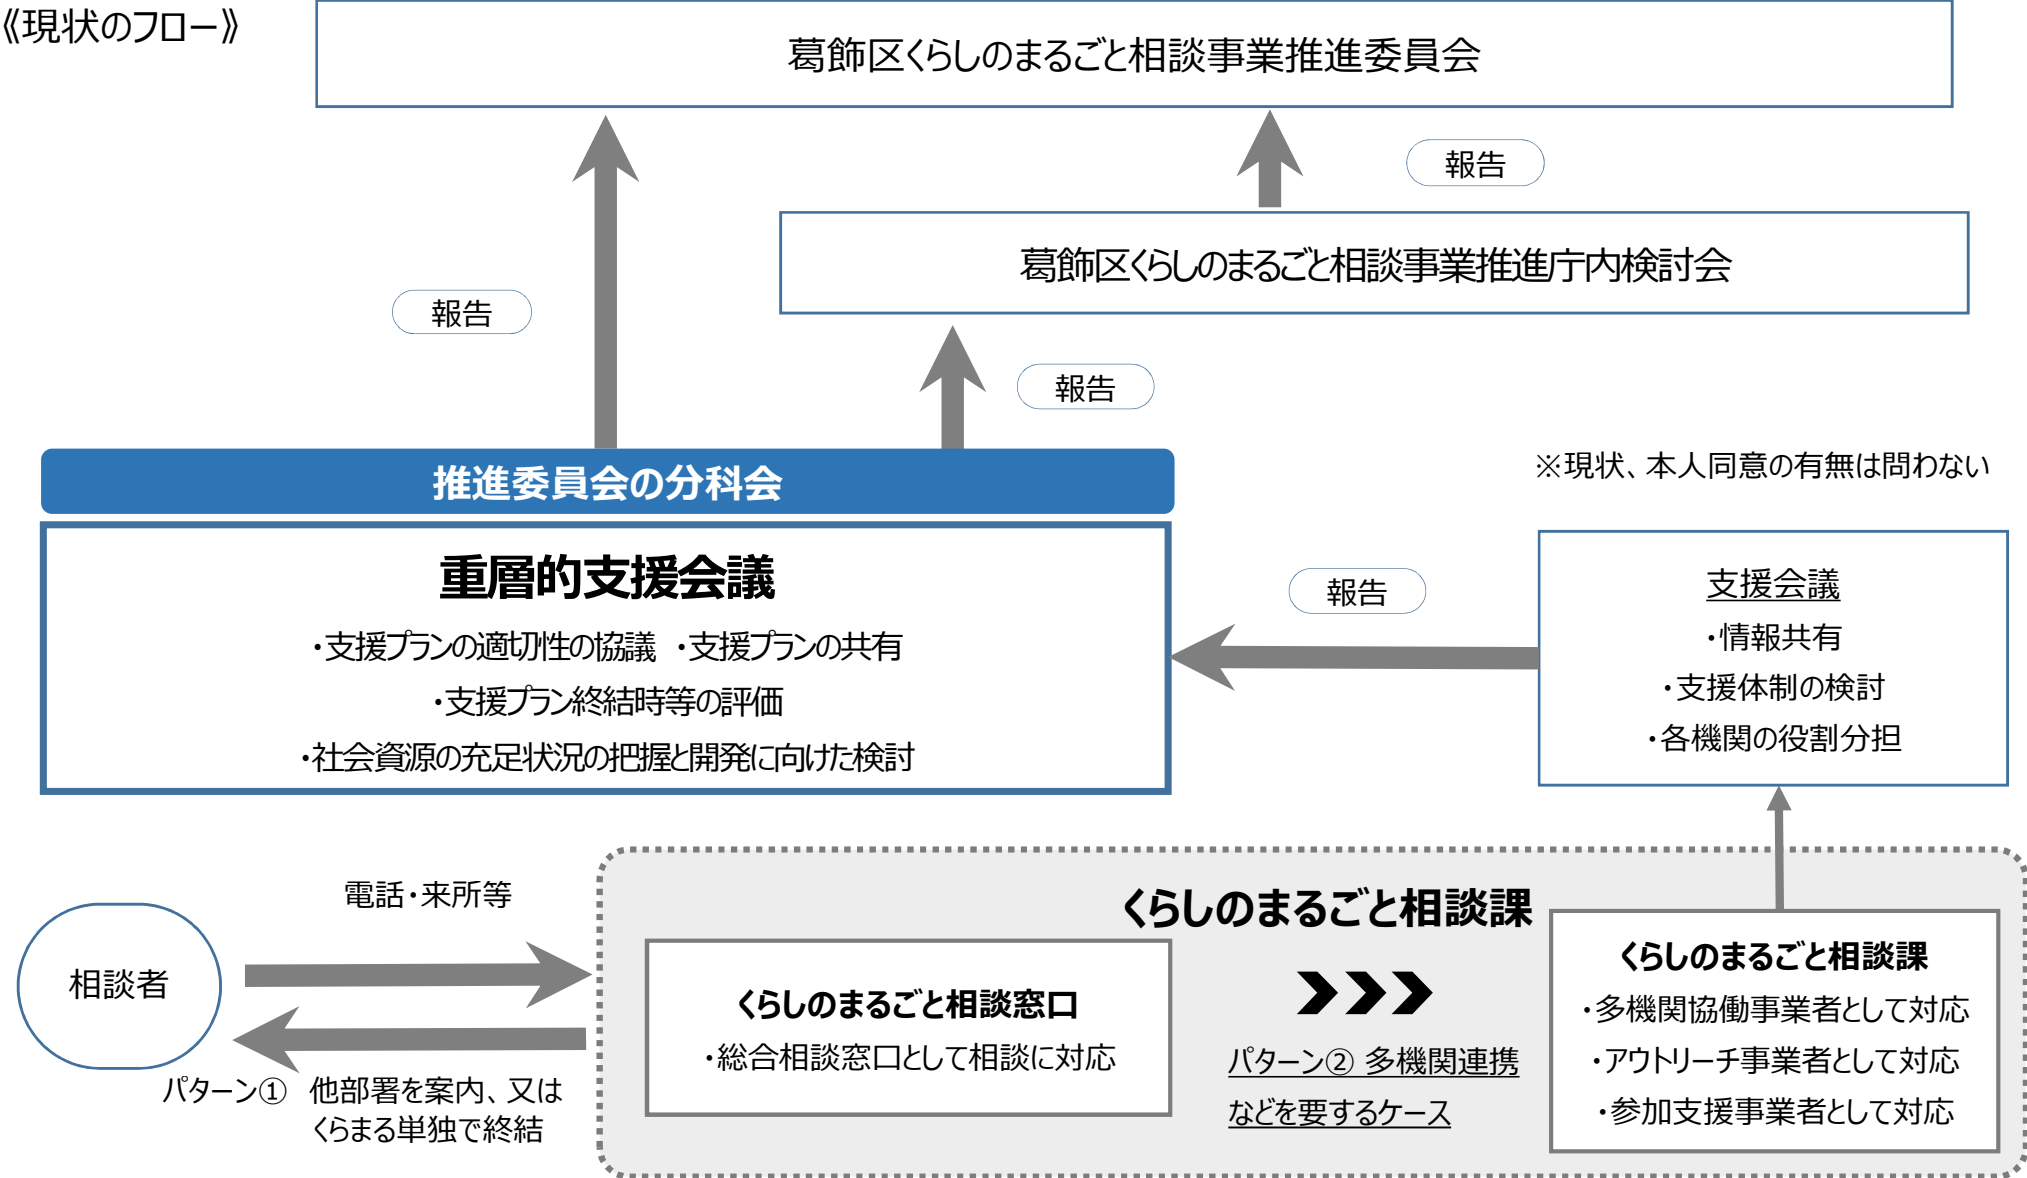 《現状のフロー》
葛飾区くらしのまるごと相談事業推進委員会
報告
葛飾区くらしのまるごと相談事業推進庁内検討会
報告
報告
推進委員会の分科会
※現状、本人同意の有無は問わない
重層的支援会議
・支援プランの適切性の協議 ・支援プランの共有
・支援プラン終結時等の評価
・社会資源の充足状況の把握と開発に向けた検討
報告
支援会議
・情報共有
・支援体制の検討
・各機関の役割分担
電話・来所等
相談者
パターン① 他部署を案内、又は
くらまる単独で終結
くらしのまるごと相談課
くらしのまるごと相談窓口
・総合相談窓口として相談に対応
パターン② 多機関連携
などを要するケース
くらしのまるごと相談課
・多機関協働事業者として対応
・アウトリーチ事業者として対応
・参加支援事業者として対応